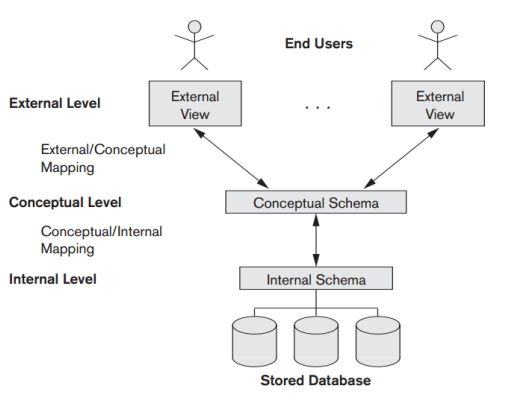 End Users
External Level
External
View
. . .
External
View
External/Conceptual
Mapping
Conceptual Level
Conceptual Schema
Conceptual/Internal
Mapping
Internal Level
Internal Schema
Stored Database